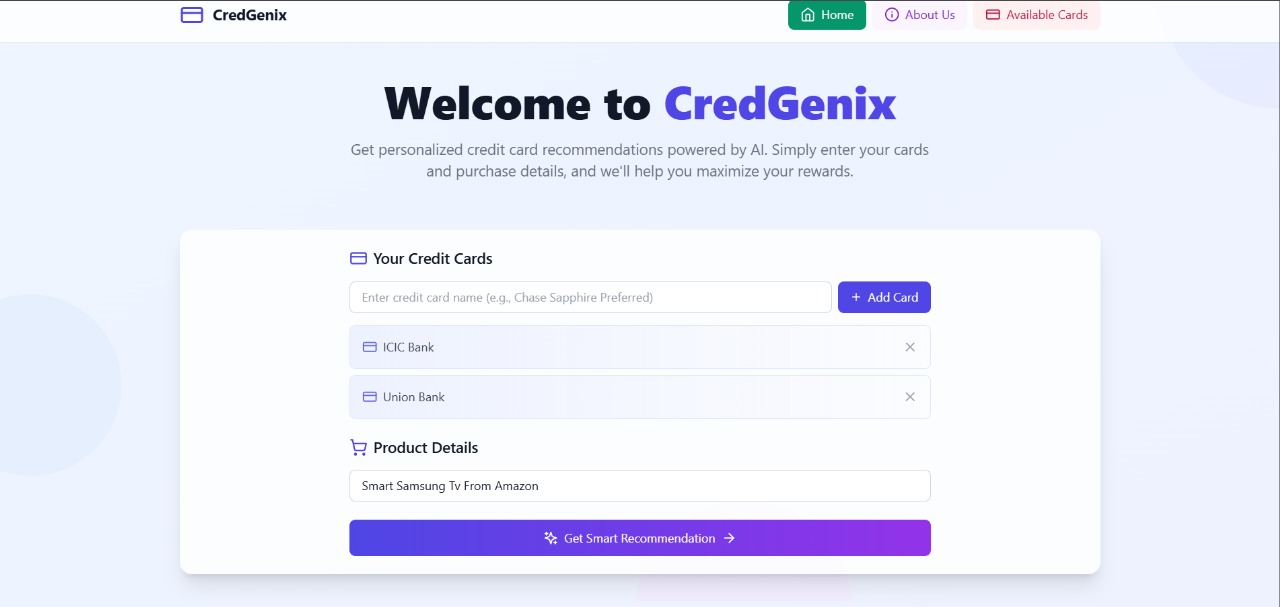 CredGenix
Home
About Us
Available Cards
Welcome to CredGenix
Get personalized credit card recommendations powered by AI. Simply enter your cards
and purchase details, and we'll help you maximize your rewards.
Your Credit Cards
Enter credit card name (e.g., Chase Sapphire Preferred)
+ Add Card
ICIC Bank
Union Bank
Product Details
Smart Samsung Tv From Amazon
Get Smart Recommendation →